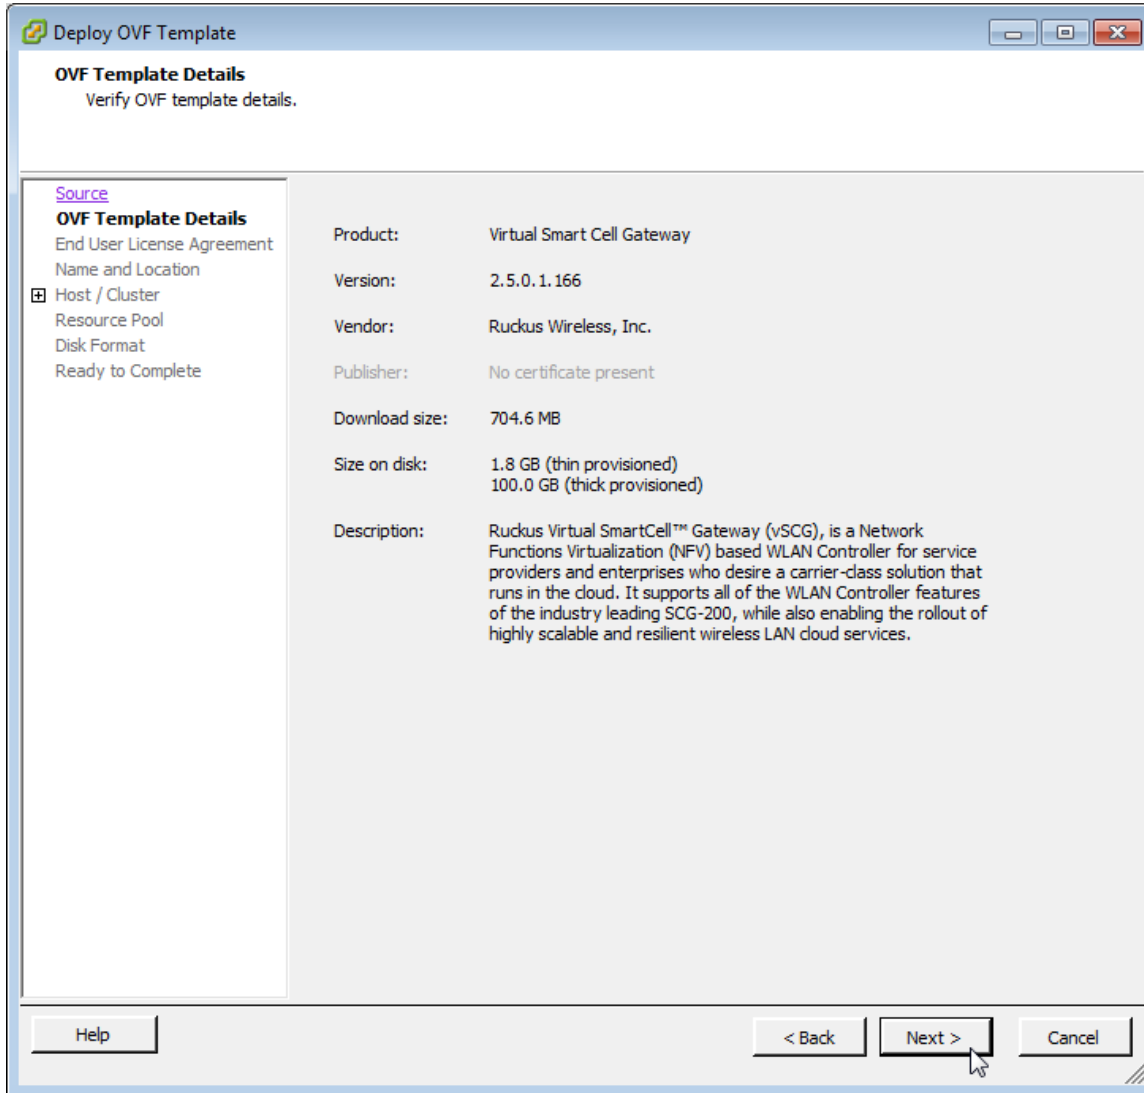 Deploy OVF Template
OVF Template Details
Verify OVF template details.
Source
OVF Template Details
End User License Agreement
Name and Location
Host / Cluster
Resource Pool
Disk Format
Ready to Complete
Product: Virtual Smart Cell Gateway
Version: 2.5.0.1.166
Vendor: Ruckus Wireless, Inc.
Publisher: No certificate present
Download size: 704.6 MB
Size on disk: 1.8 GB (thin provisioned)
100.0 GB (thick provisioned)
Description: Ruckus Virtual SmartCell™ Gateway (vSCG), is a Network
Functions Virtualization (NFV) based WLAN Controller for service
providers and enterprises who desire a carrier-class solution that
runs in the cloud. It supports all of the WLAN Controller features
of the industry leading SCG-200, while also enabling the rollout of
highly scalable and resilient wireless LAN cloud services.
Help < Back Next > Cancel